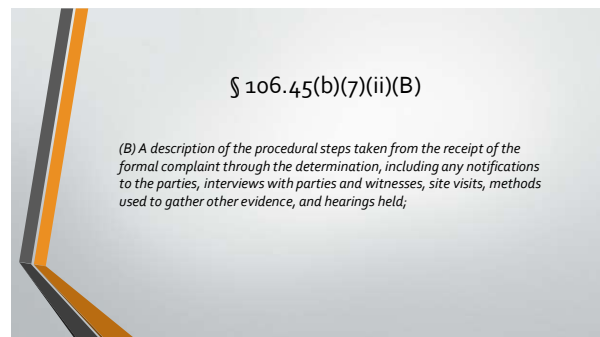 § 106.45(b)(7)(ii)(B)
(B) A description of the procedural steps taken from the receipt of the
formal complaint through the determination, including any notifications
to the parties, interviews with parties and witnesses, site visits, methods
used to gather other evidence, and hearings held;